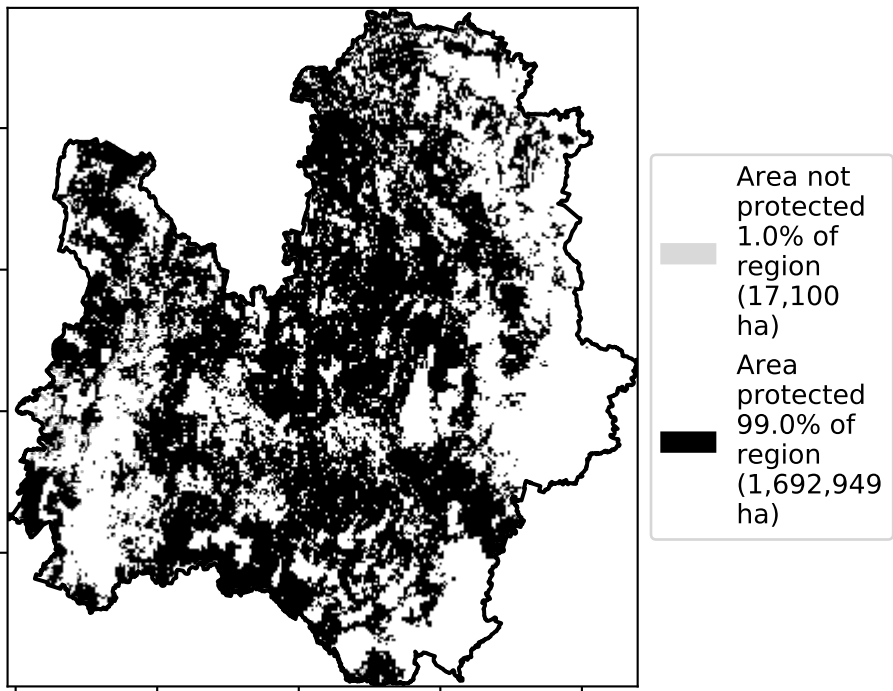 Area not
protected
1.0% of
region
(17,100
ha)
Area
protected
99.0% of
region
(1,692,949
ha)